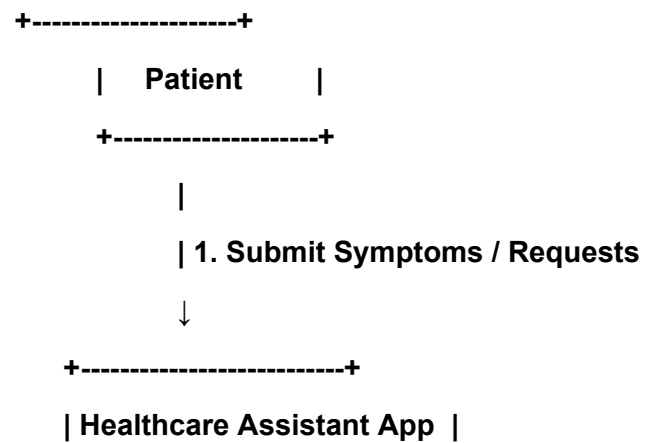 +---------------------+
|    Patient        |
+---------------------+
|
| 1. Submit Symptoms / Requests
↓
+---------------------------+
| Healthcare Assistant App  |